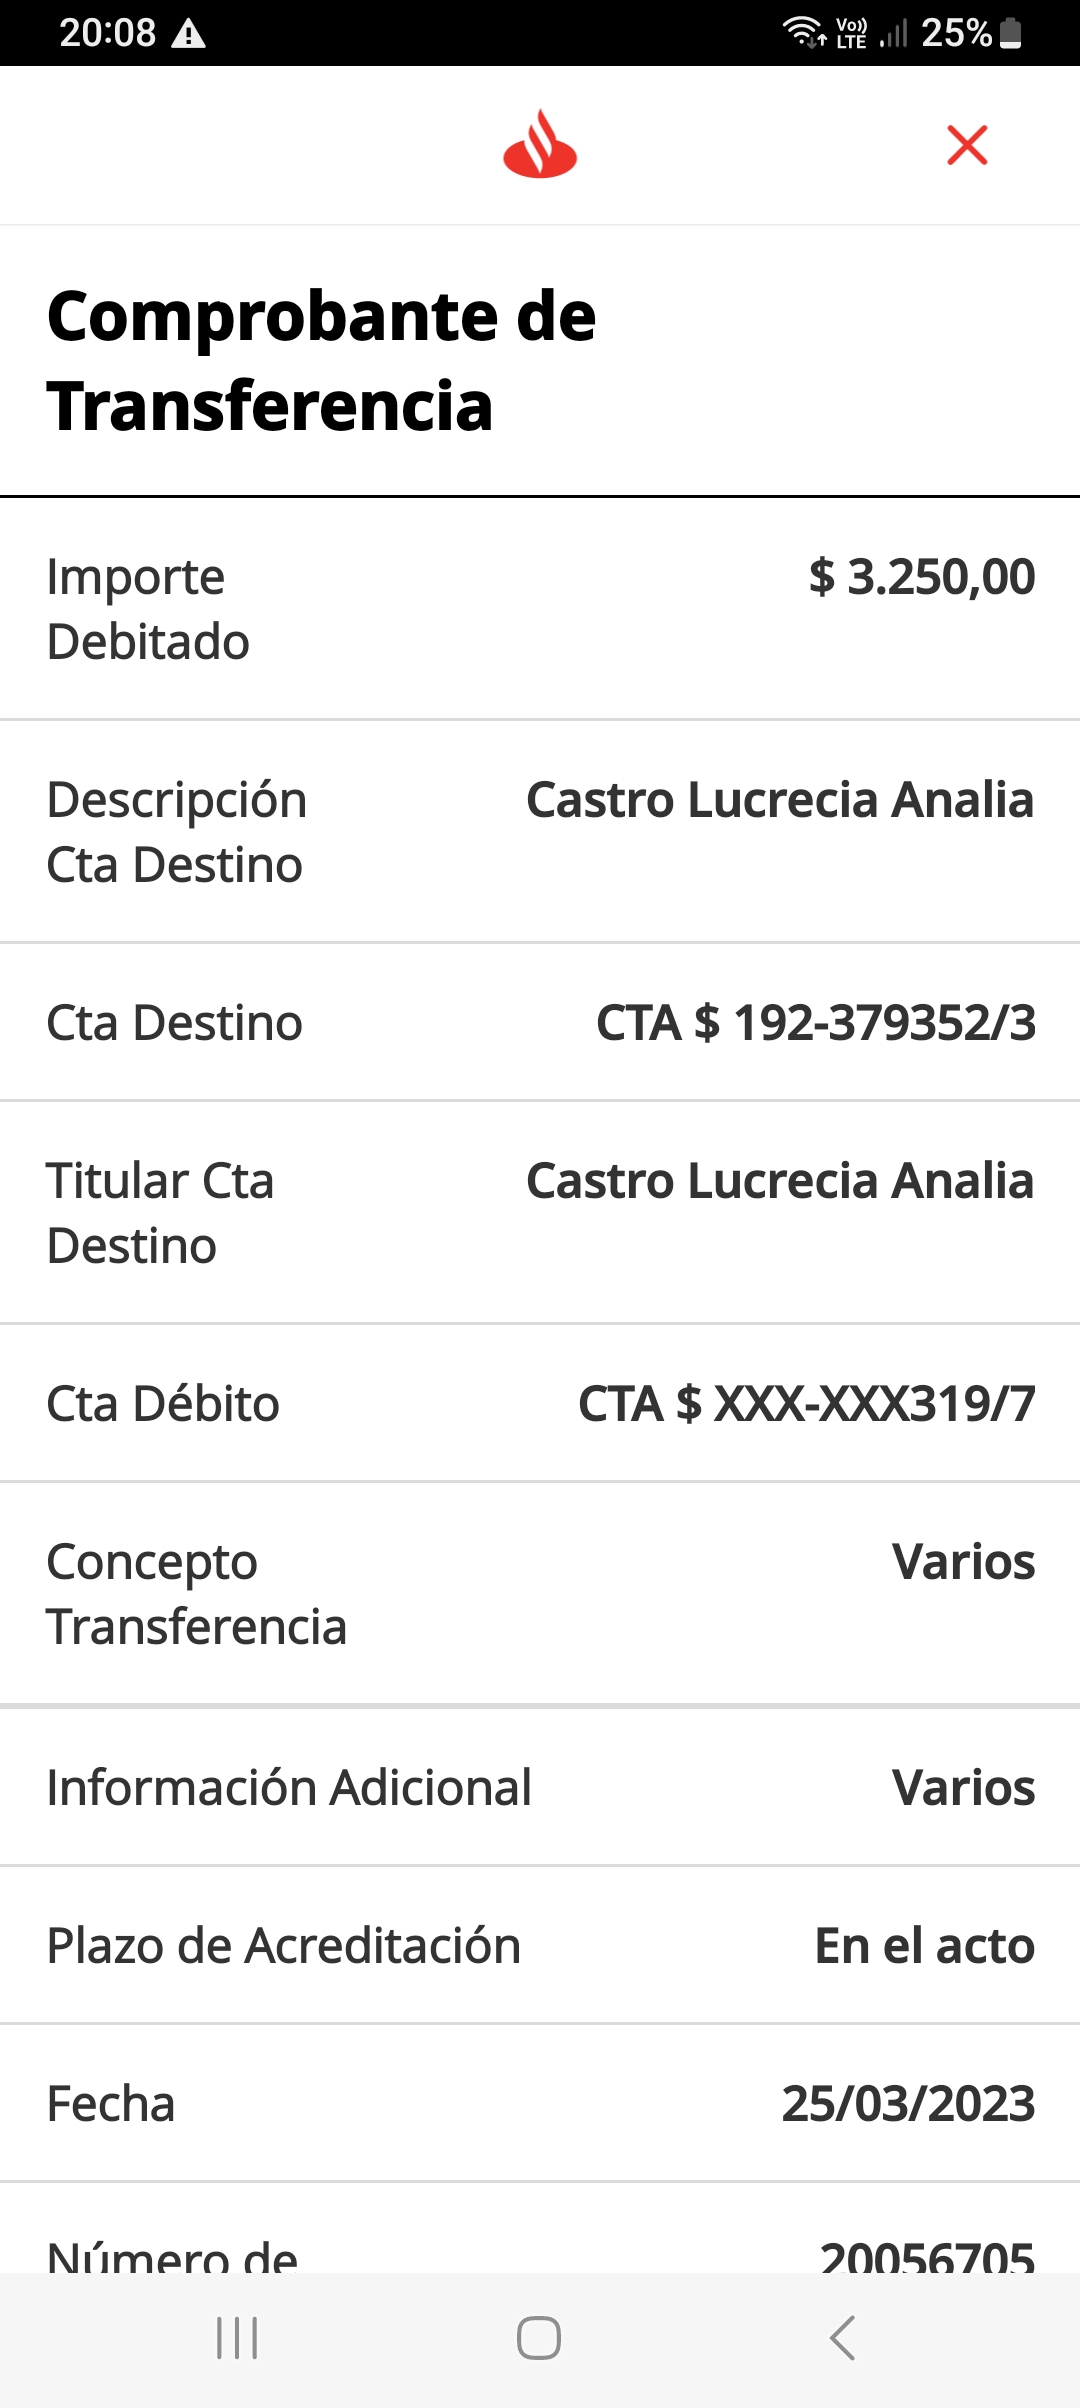 20:08
Vo)) LTE 25%
Comprobante de
Transferencia
Importe
Debitado
$ 3.250,00
Descripción
Cta Destino
Castro Lucrecia Analia
Cta Destino
CTA $ 192-379352/3
Titular Cta
Destino
Castro Lucrecia Analia
Cta Débito
CTA $ XXX-XXX319/7
Concepto
Transferencia
Varios
Información Adicional
Varios
Plazo de Acreditación
En el acto
Fecha
25/03/2023
Número de
20056705